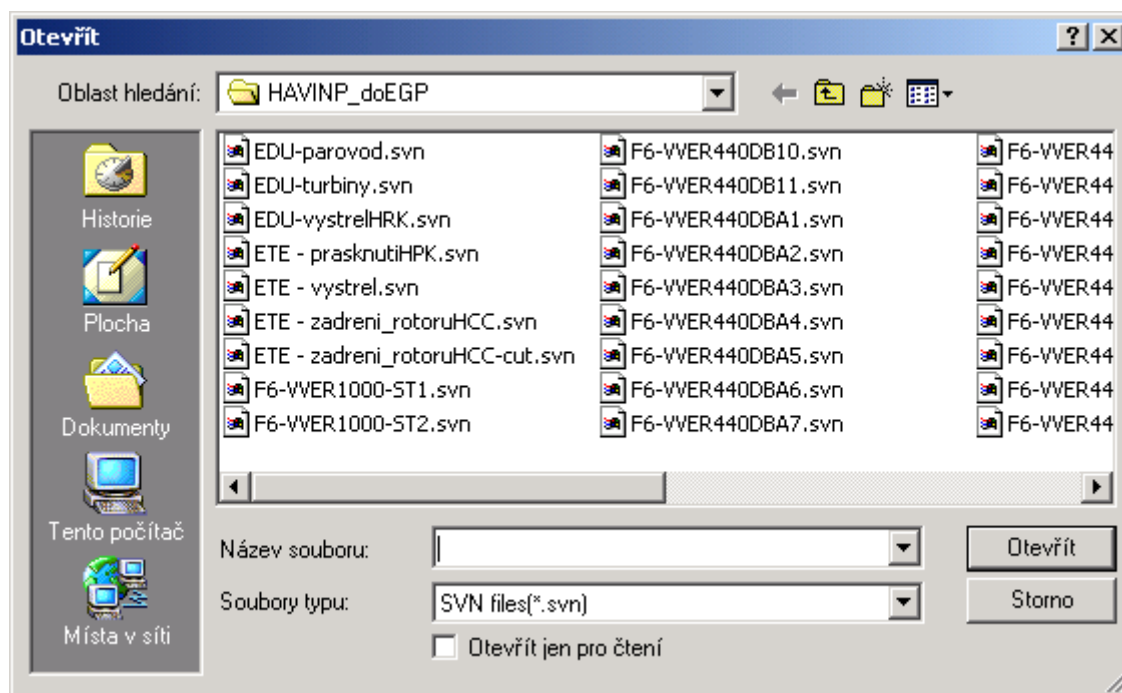 Otevřít
Oblast hledání: HAVINP_doEGP
Historie
Plocha
Dokumenty
Tento počítač
Místa v síti
EDU-parovod.svn
EDU-turbiny.svn
EDU-vystrelHRK.svn
ETE - prasknutiHPK.svn
ETE - vystrel.svn
ETE - zadreni_rotoruHCC.svn
ETE - zadreni_rotoruHCC-cut.svn
F6-VVER1000-ST1.svn
F6-VVER1000-ST2.svn
F6-VVER440DB10.svn
F6-VVER440DB11.svn
F6-VVER440DBA1.svn
F6-VVER440DBA2.svn
F6-VVER440DBA3.svn
F6-VVER440DBA4.svn
F6-VVER440DBA5.svn
F6-VVER440DBA6.svn
F6-VVER440DBA7.svn
F6-VVER44
F6-VVER44
F6-VVER44
F6-VVER44
F6-VVER44
F6-VVER44
F6-VVER44
F6-VVER44
F6-VVER44
Název souboru: Otevřít
Soubory typu: SVN files(*.svn) Storno
Otevřít jen pro čtení